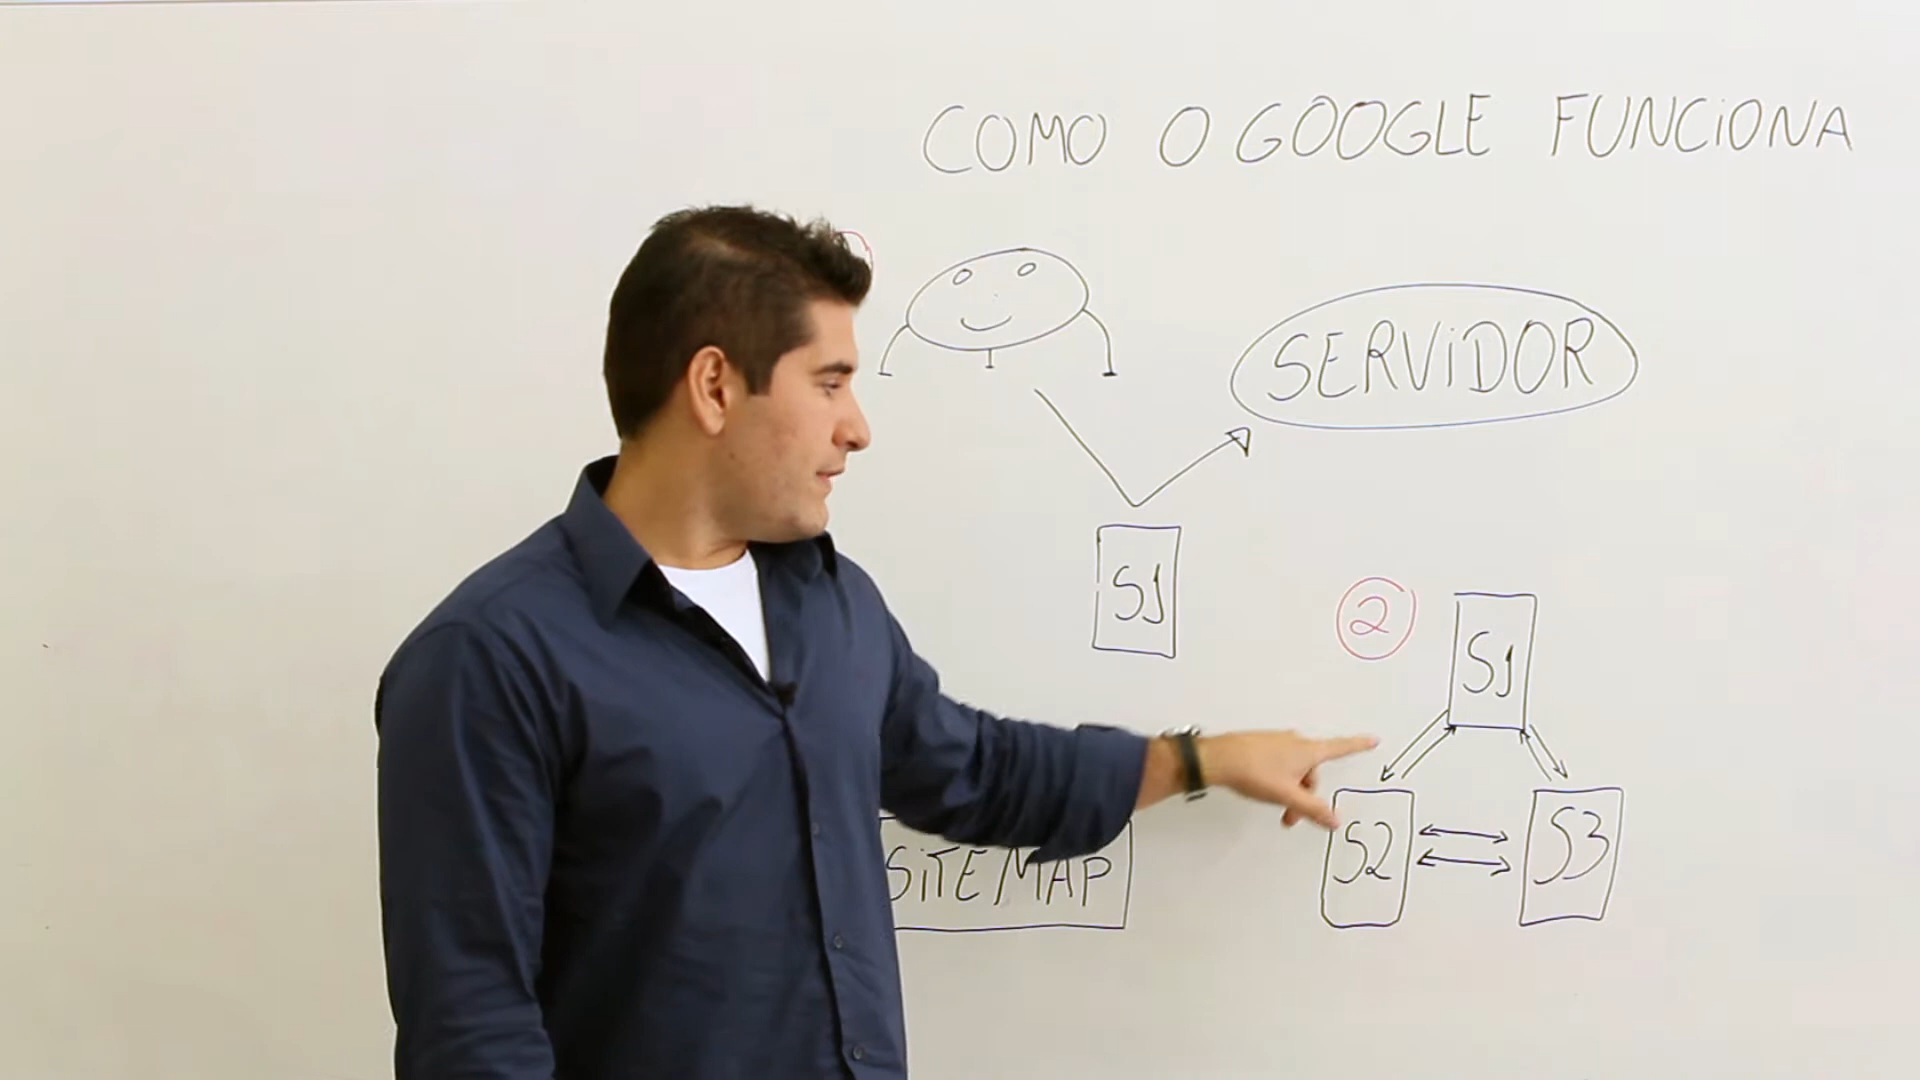 COMO O GOOGLE FUNCiONA
SERViDOR
S1
2
S1
SiTEMAP
S2
S3